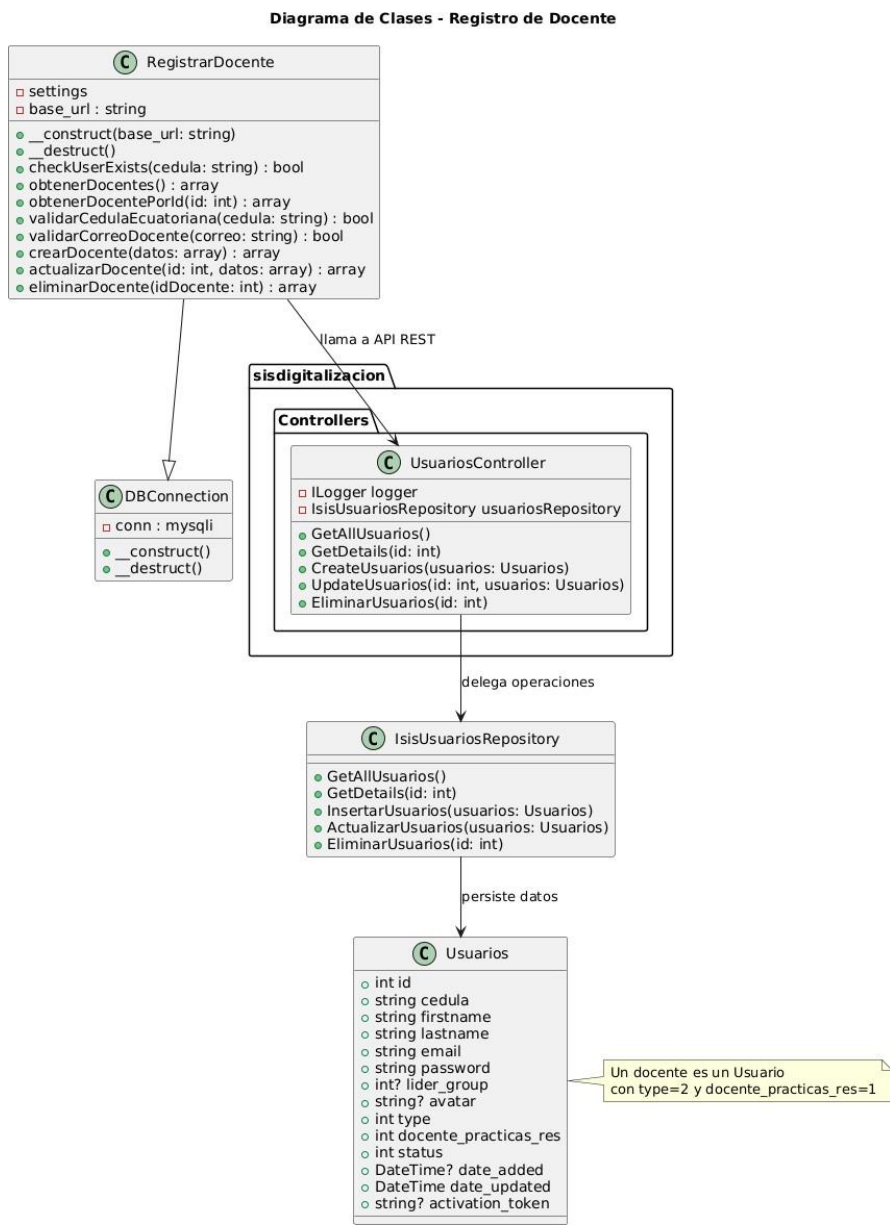 Diagrama de Clases - Registro de Docente
C RegistrarDocente
settings
base_url : string
__construct(base_url: string)
__destruct()
checkUserExists(cedula: string) : bool
obtenerDocentes() : array
obtenerDocentePorId(id: int) : array
validarCedulaEcuatoriana(cedula: string) : bool
validarCorreoDocente(correo: string) : bool
crearDocente(datos: array) : array
actualizarDocente(id: int, datos: array) : array
eliminarDocente(idDocente: int) : array
llama a API REST
sisdigitalizacion
Controllers
C UsuariosController
ILogger logger
IsisUsuariosRepository usuariosRepository
GetAllUsuarios()
GetDetails(id: int)
CreateUsuarios(usuarios: Usuarios)
UpdateUsuarios(id: int, usuarios: Usuarios)
EliminarUsuarios(id: int)
C DBConnection
conn : mysqli
__construct()
__destruct()
delega operaciones
C IsisUsuariosRepository
GetAllUsuarios()
GetDetails(id: int)
InsertarUsuarios(usuarios: Usuarios)
ActualizarUsuarios(usuarios: Usuarios)
EliminarUsuarios(id: int)
persiste datos
C Usuarios
int id
string cedula
string firstname
string lastname
string email
string password
int? lider_group
string? avatar
int type
int docente_practicas_res
int status
DateTime? date_added
DateTime date_updated
string? activation_token
Un docente es un Usuario
con type=2 y docente_practicas_res=1